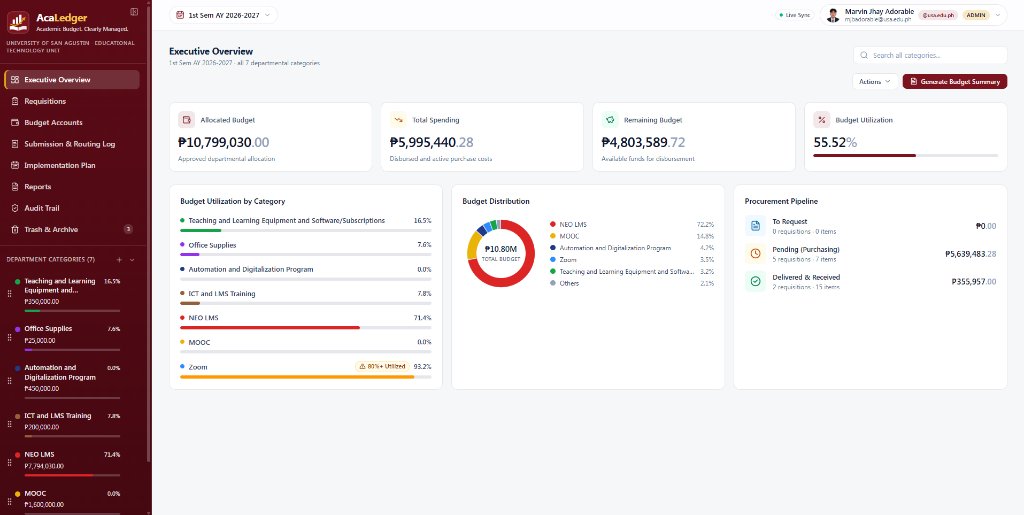 AcaLedger
Academic Budget. Clearly Managed.
UNIVERSITY OF SAN AGUSTIN · EDUCATIONAL
TECHNOLOGY UNIT
Executive Overview
Requisitions
Budget Accounts
Submission & Routing Log
Implementation Plan
Reports
Audit Trail
Trash & Archive 3
DEPARTMENT CATEGORIES (7)
Teaching and Learning 16.5%
Equipment and...
₱350,000.00
Office Supplies 7.6%
₱25,000.00
Automation and 0.0%
Digitalization Program
₱450,000.00
ICT and LMS Training 7.8%
₱200,000.00
NEO LMS 71.4%
₱7,794,030.00
MOOC 0.0%
₱1,600,000.00
1st Sem AY 2026-2027
Live Sync
Marvin Jhay Adorable
mjbadorable@usa.edu.ph
@usa.edu.ph
ADMIN
Executive Overview
1st Sem AY 2026-2027 · all 7 departmental categories
Search all categories...
Actions
Generate Budget Summary
Allocated Budget
₱10,799,030.00
Approved departmental allocation
Total Spending
₱5,995,440.28
Disbursed and active purchase costs
Remaining Budget
₱4,803,589.72
Available funds for disbursement
Budget Utilization
55.52%
Budget Utilization by Category
Teaching and Learning Equipment and Software/Subscriptions 16.5%
Office Supplies 7.6%
Automation and Digitalization Program 0.0%
ICT and LMS Training 7.8%
NEO LMS 71.4%
MOOC 0.0%
Zoom 80%+ Utilized 93.2%
Budget Distribution
₱10.80M
TOTAL BUDGET
NEO LMS 72.2%
MOOC 14.8%
Automation and Digitalization Program 4.2%
Zoom 3.5%
Teaching and Learning Equipment and Softwa... 3.2%
Others 2.1%
Procurement Pipeline
To Request ₱0.00
0 requisitions · 0 items
Pending (Purchasing) ₱5,639,483.28
5 requisitions · 7 items
Delivered & Received ₱355,957.00
2 requisitions · 15 items